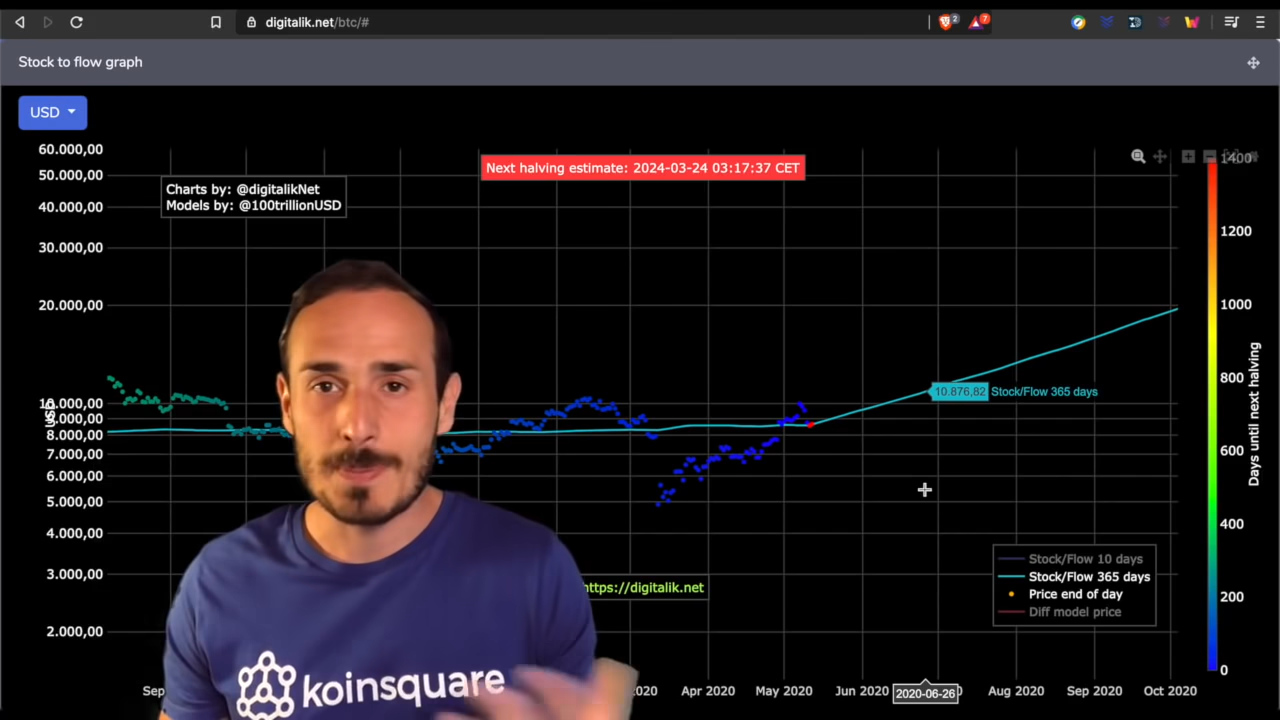 digitalik.net/btc/#
2
7
Stock to flow graph
USD
60.000,00
50.000,00
40.000,00
30.000,00
20.000,00
10.000,00
9.000,00
8.000,00
7.000,00
6.000,00
5.000,00
4.000,00
3.000,00
2.000,00
Next halving estimate: 2024-03-24 03:17:37 CET
Charts by: @digitalikNet
Models by: @100trillionUSD
1400
1200
1000
800
600
400
200
0
Days until next halving
10.876,82 Stock/Flow 365 days
Stock/Flow 10 days
Stock/Flow 365 days
Price end of day
Diff model price
https://digitalik.net
koinsquare
Sep
2020
Apr 2020
May 2020
Jun 2020
2020-06-26
Aug 2020
Sep 2020
Oct 2020